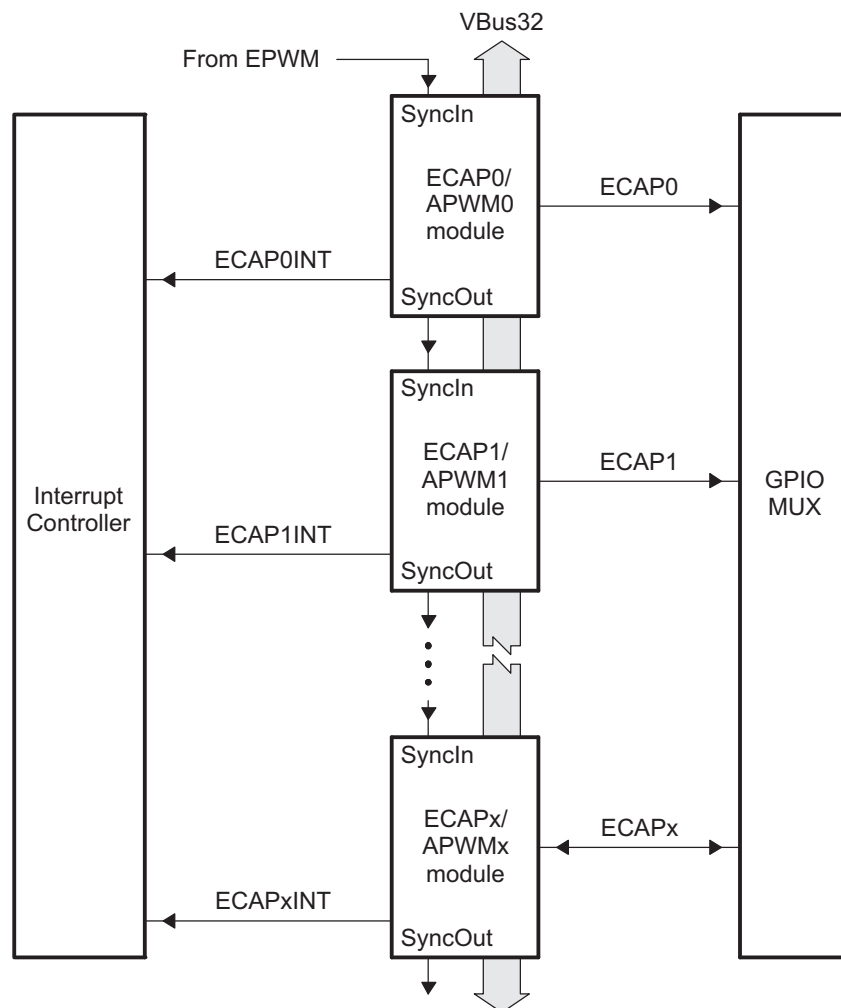 VBus32
From EPWM
SyncIn
ECAP0/
APWM0
module
ECAP0
ECAP0INT
SyncOut
SyncIn
ECAP1/
APWM1
module
ECAP1
Interrupt
Controller
GPIO
MUX
ECAP1INT
SyncOut
SyncIn
ECAPx/
APWMx
module
ECAPx
ECAPxINT
SyncOut